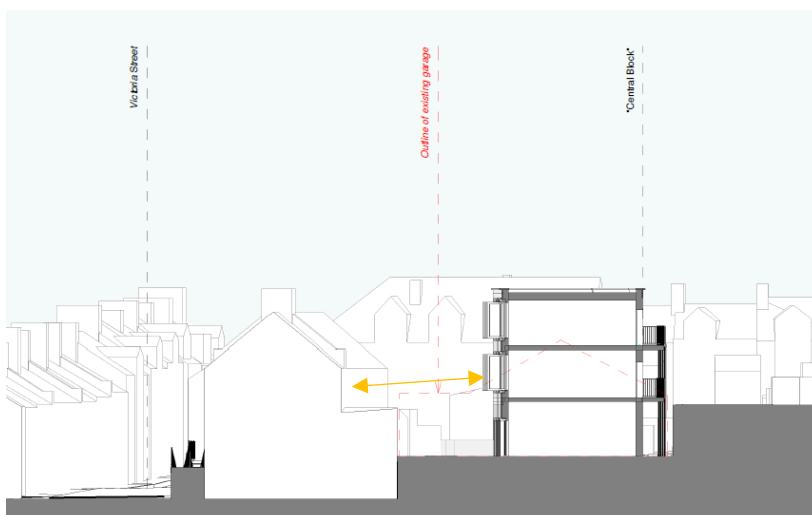 Victoria Street
Outline of existing garage
"Central Block"